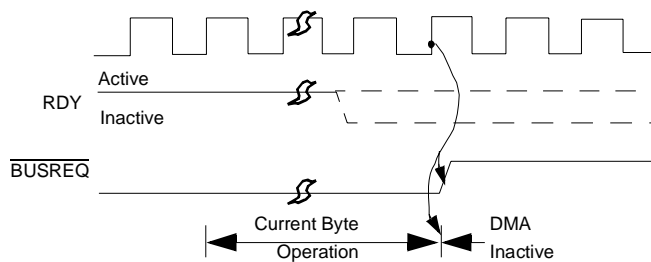 Active
RDY
Inactive
BUSREQ
Current Byte
Operation
DMA
Inactive